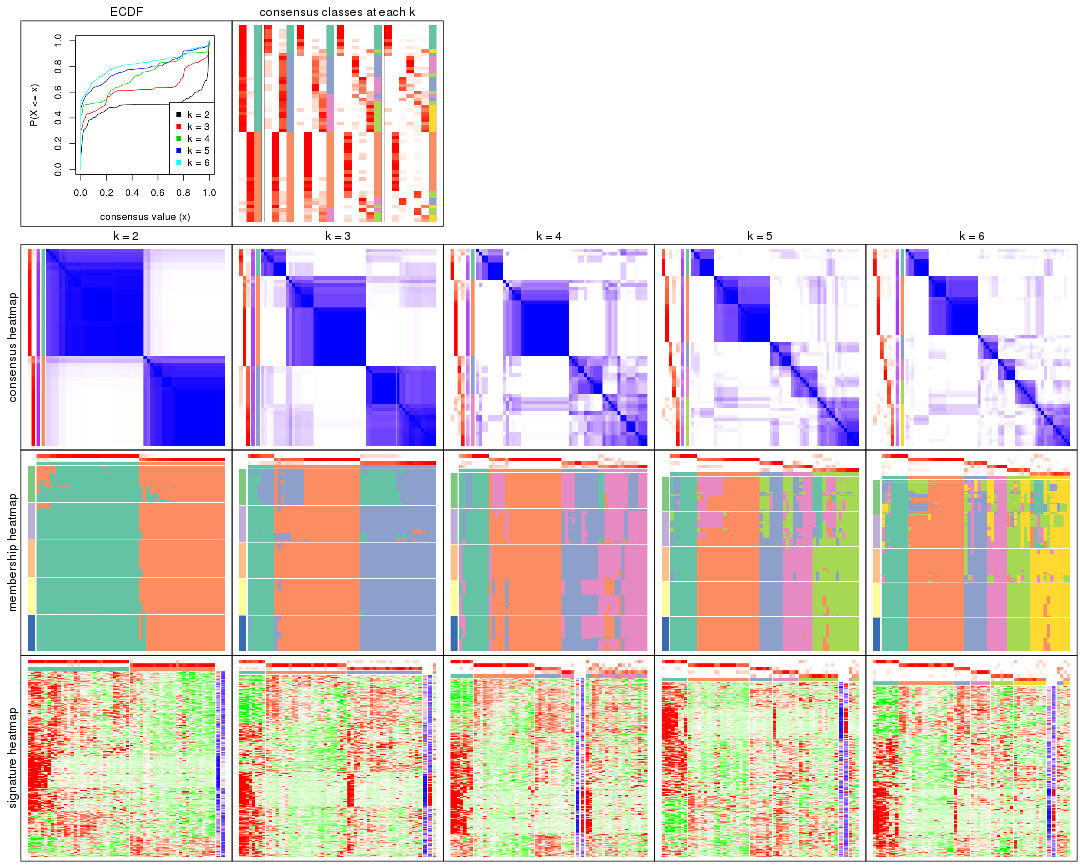 ECDF
consensus classes at each k
P(X <= x)
1.0
0.8
0.6
0.4
0.2
0.0
k = 2
k = 3
k = 4
k = 5
k = 6
0.0 0.2 0.4 0.6 0.8 1.0
consensus value (x)
k = 2 k = 3 k = 4 k = 5 k = 6
consensus heatmap
membership heatmap
signature heatmap